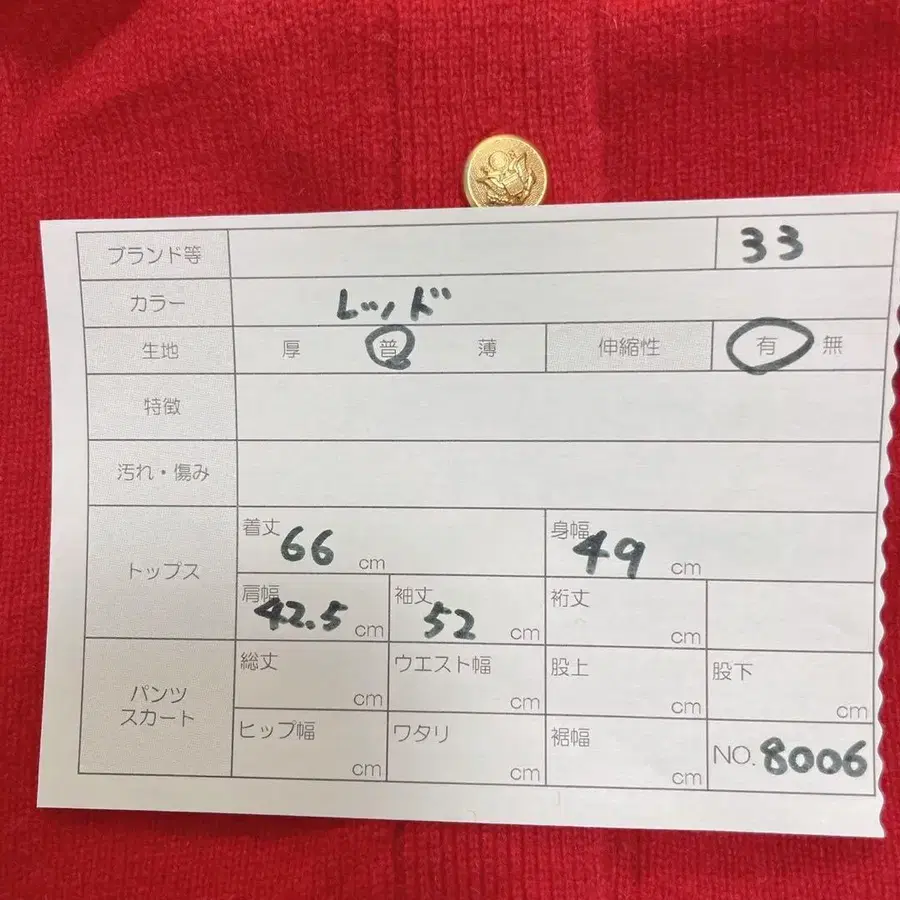 ブランド等 33
カラー レッド
生地 厚 普 薄 伸縮性 有 無
特徴
汚れ・傷み
トップス
着丈 66 cm 身幅 49 cm
肩幅 42.5 cm 袖丈 52 cm 裄丈 cm
パンツ
スカート
総丈 cm ウエスト幅 cm 股上 cm 股下 cm
ヒップ幅 cm ワタリ cm 裾幅 cm NO. 8006